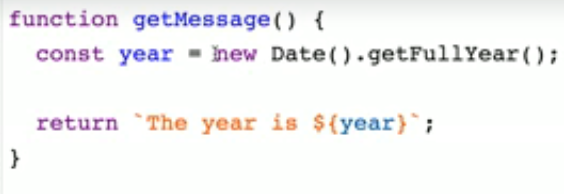 function getMessage() {
const year = new Date().getFullYear();
return `The year is ${year}`;
}